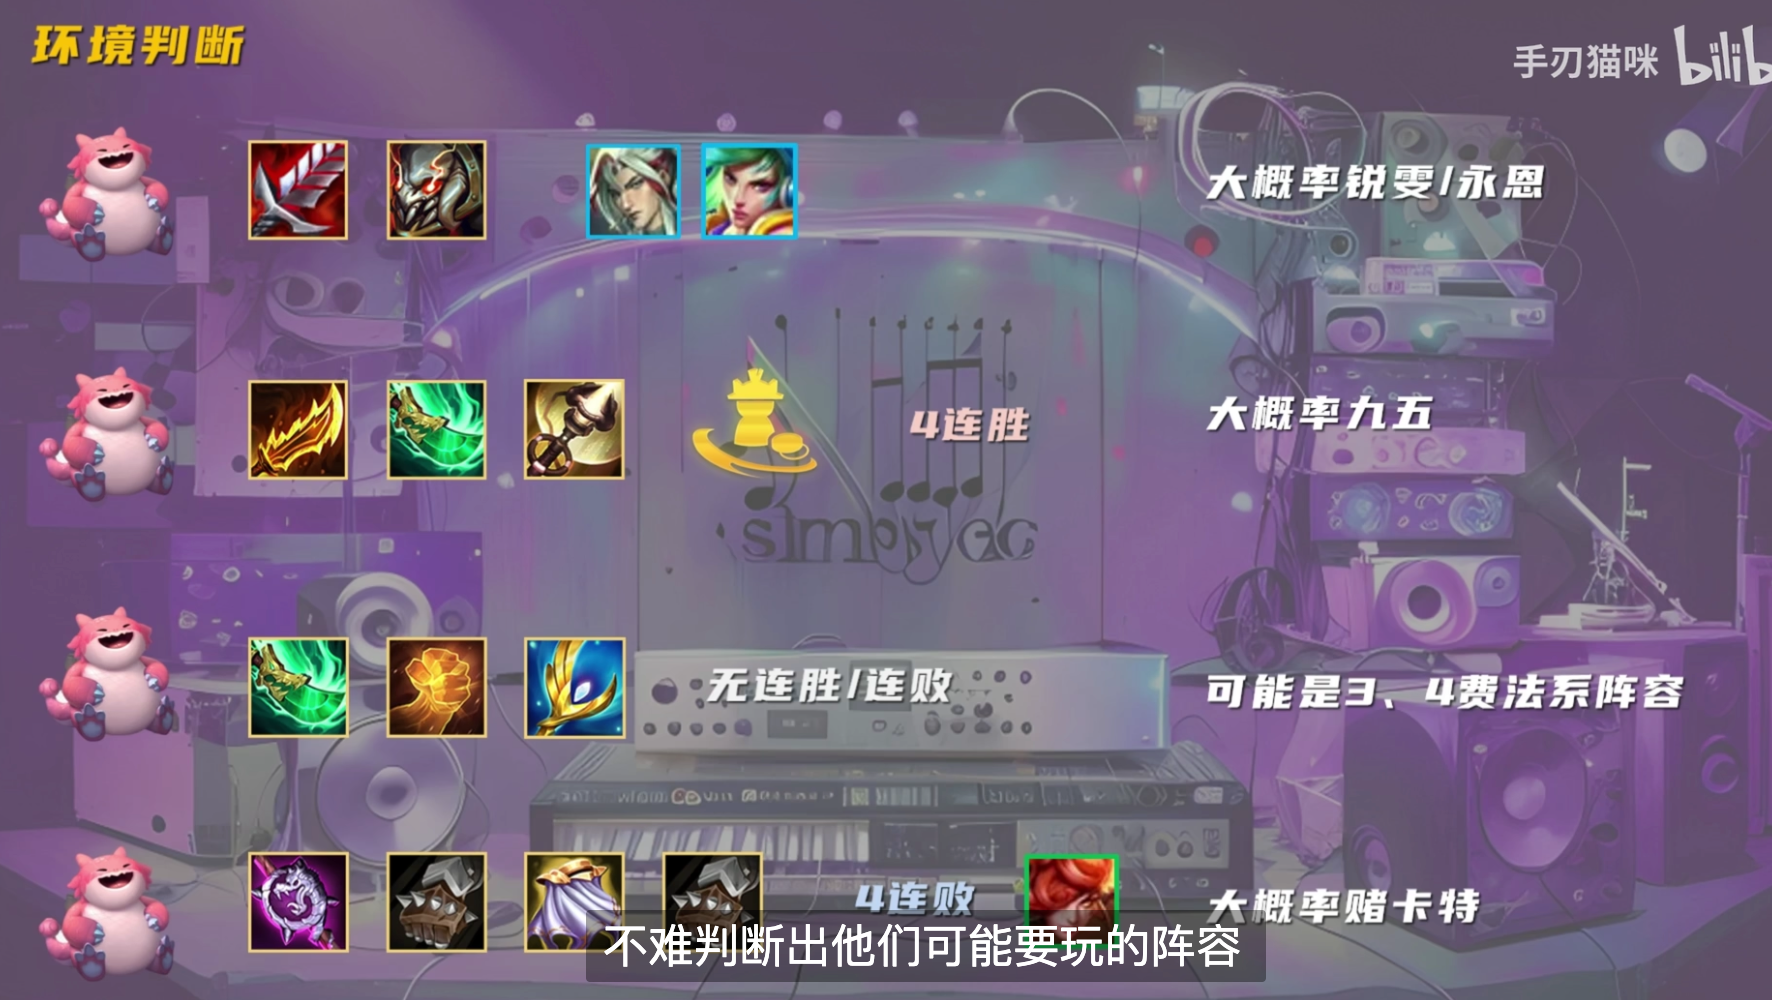 环境判断
手刃猫咪 bilib
大概率锐雯/永恩
4连胜
大概率九五
无连胜/连败
可能是3、4费法系阵容
4连败
大概率赌卡特
不难判断出他们可能要玩的阵容